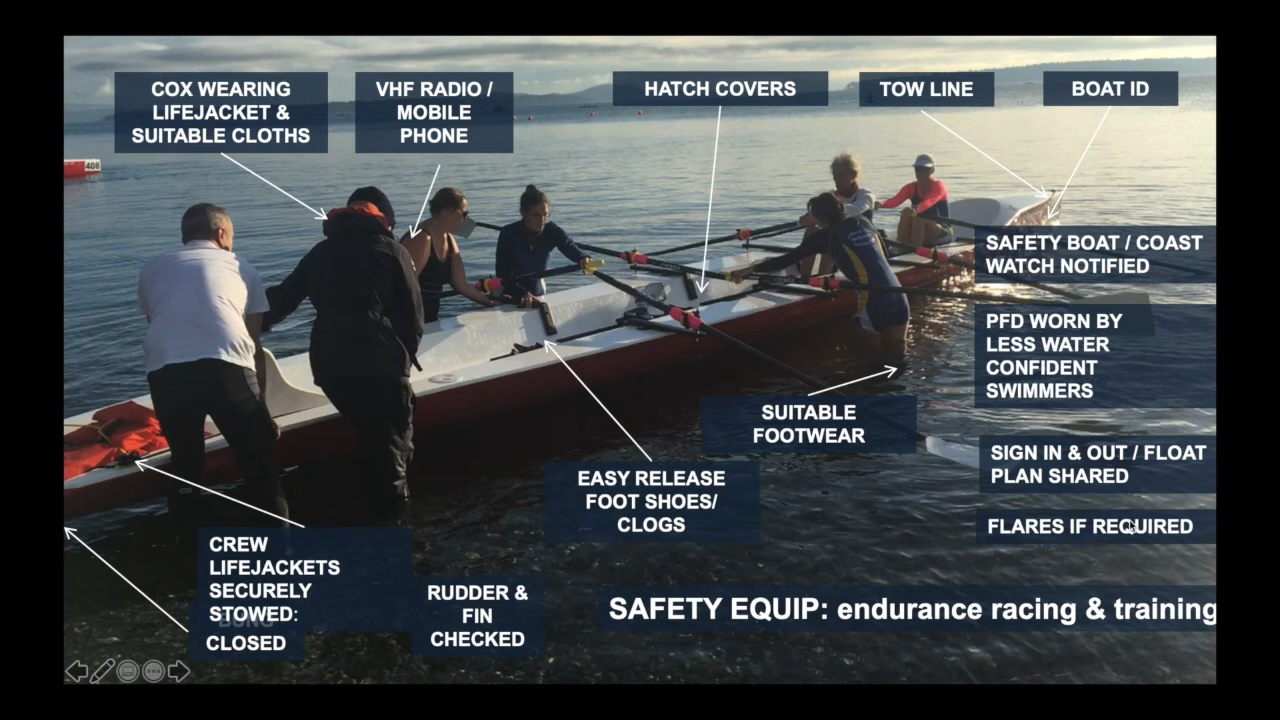 COX WEARING
LIFEJACKET &
SUITABLE CLOTHS
VHF RADIO /
MOBILE
PHONE
HATCH COVERS
TOW LINE
BOAT ID
408
SAFETY BOAT / COAST
WATCH NOTIFIED
PFD WORN BY
LESS WATER
CONFIDENT
SWIMMERS
SUITABLE
FOOTWEAR
SIGN IN & OUT / FLOAT
PLAN SHARED
EASY RELEASE
FOOT SHOES/
CLOGS
FLARES IF REQUIRED
CREW
LIFEJACKETS
SECURELY
STOWED:
BUNG
CLOSED
RUDDER &
FIN
CHECKED
SAFETY EQUIP: endurance racing & training